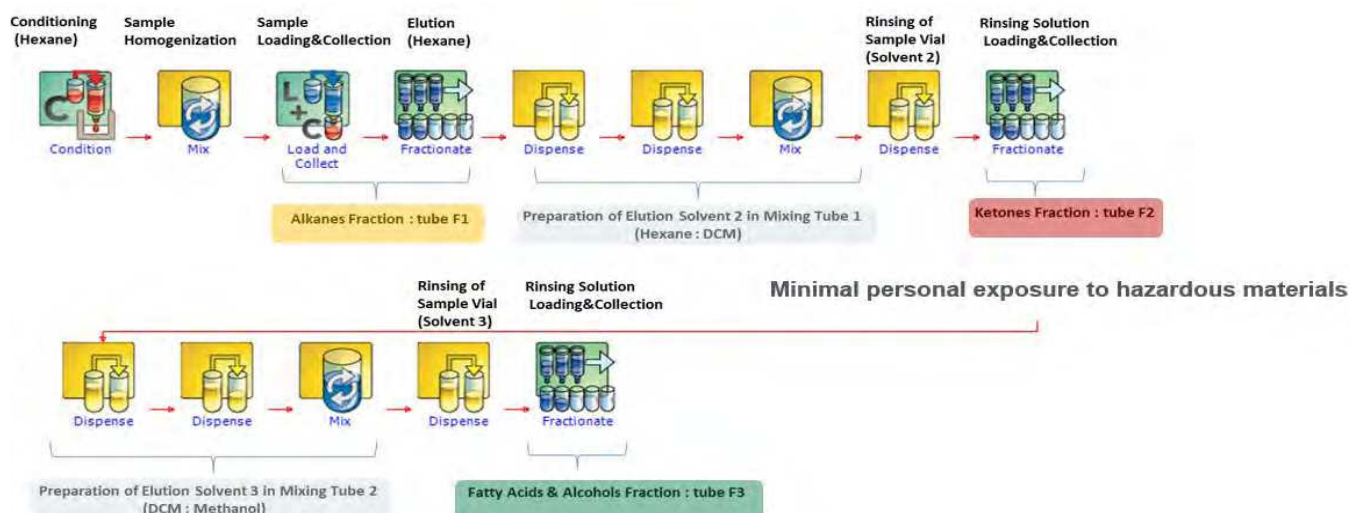 Conditioning
(Hexane)
Sample
Homogenization
Sample
Loading&Collection
Elution
(Hexane)
Rinsing of
Sample Vial
(Solvent 2)
Rinsing Solution
Loading&Collection
C
L
+C
Condition
Mix
Load and
Collect
Fractionate
Dispense
Dispense
Mix
Dispense
Fractionate
Alkanes Fraction : tube F1
Preparation of Elution Solvent 2 in Mixing Tube 1
(Hexane : DCM)
Ketones Fraction : tube F2
Minimal personal exposure to hazardous materials
Rinsing of
Sample Vial
(Solvent 3)
Rinsing Solution
Loading&Collection
Dispense
Dispense
Mix
Dispense
Fractionate
Preparation of Elution Solvent 3 in Mixing Tube 2
(DCM : Methanol)
Fatty Acids & Alcohols Fraction : tube F3